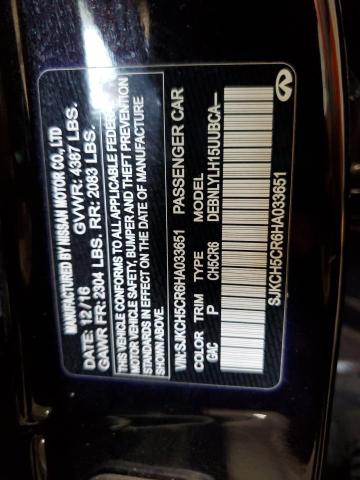 MANUFACTURED BY NISSAN MOTOR CO., LTD
DATE: 12 / 16 GVWR: 4387 LBS.
GAWR FR: 2304 LBS. RR: 2083 LBS.
THIS VEHICLE CONFORMS TO ALL APPLICABLE FEDERAL
MOTOR VEHICLE SAFETY, BUMPER AND THEFT PREVENTION
STANDARDS IN EFFECT ON THE DATE OF MANUFACTURE
SHOWN ABOVE.
VIN:SJKCH5CR6HA033651 PASSENGER CAR
COLOR TRIM TYPE MODEL
GAC P CH5CR6 DEBNLYLH15UUBCA—
SJKCH5CR6HA033651